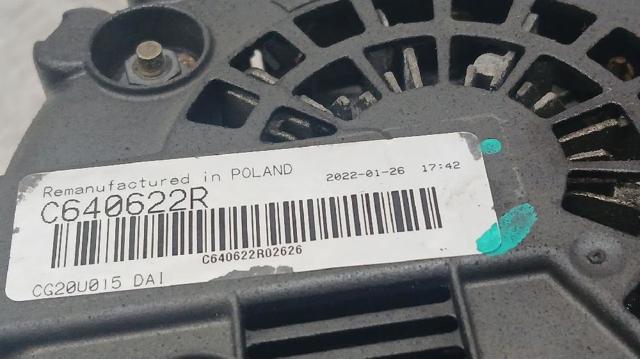 Remanufactured in POLAND 2022-01-26 17:42
C640622R
C640622R02626
CG20U015 DAI